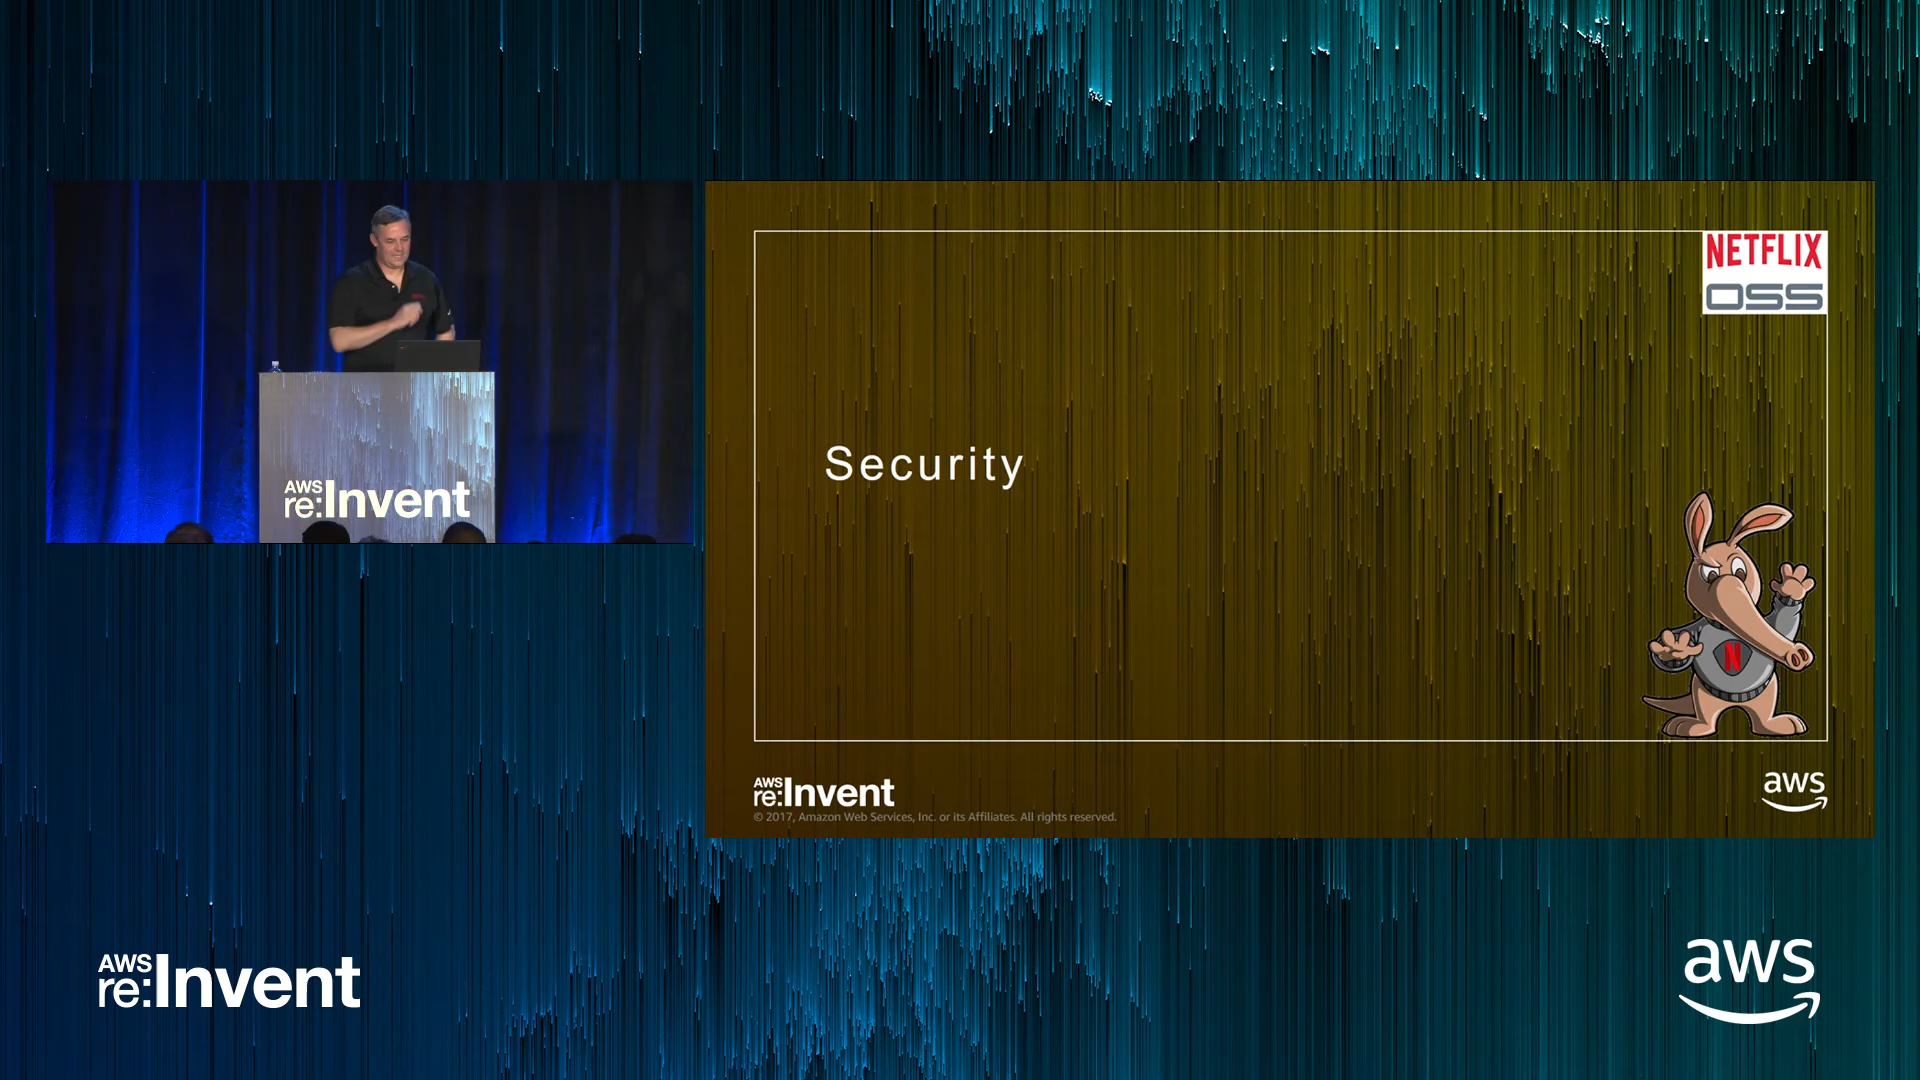 AWS
re:Invent
NETFLIX
OSS
Security
N
AWS
re:Invent
© 2017, Amazon Web Services, Inc. or its Affiliates. All rights reserved.
aws
AWS
re:Invent
aws